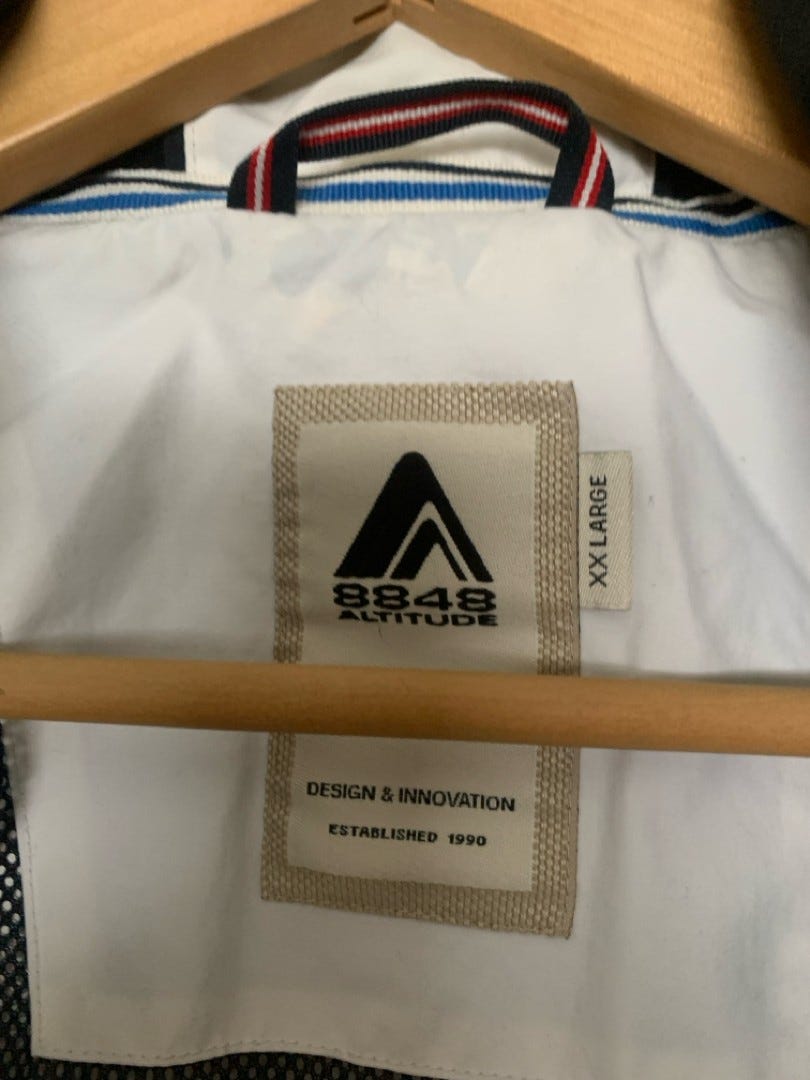 8848
ALTITUDE
XX LARGE
DESIGN & INNOVATION
ESTABLISHED 1990